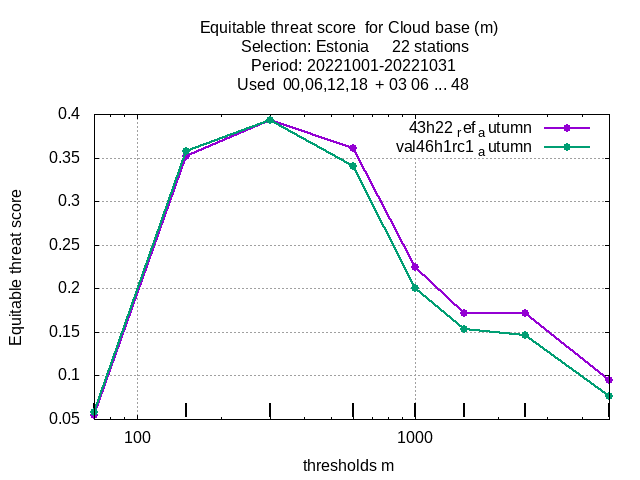 Equitable threat score  for Cloud base (m)
Selection: Estonia     22 stations
Period: 20221001-20221031
Used  00,06,12,18  + 03 06 ... 48
43h22 ref a utumn
val46h1rc1 a utumn
0.4
0.35
0.3
0.25
0.2
0.15
0.1
0.05
Equitable threat score
100
1000
thresholds m